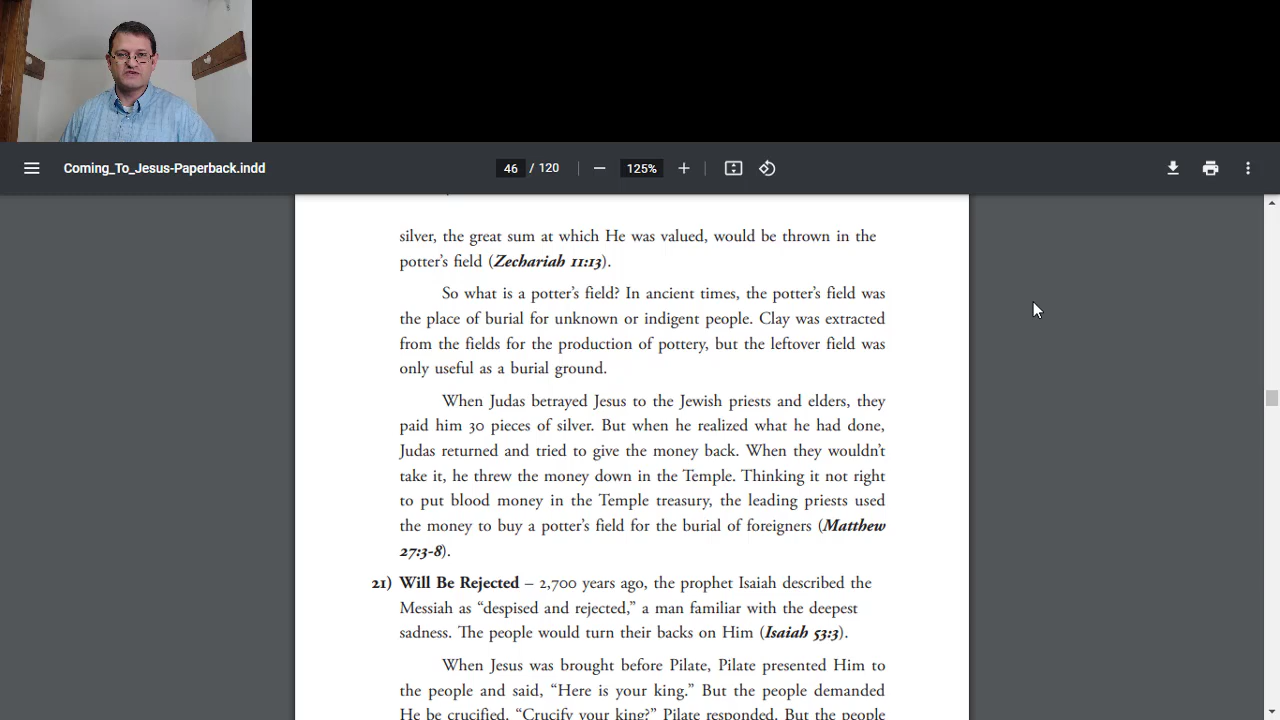 Coming_To_Jesus-Paperback.indd 46 / 120 125%
silver, the great sum at which He was valued, would be thrown in the
potter’s field (Zechariah 11:13).
So what is a potter’s field? In ancient times, the potter’s field was
the place of burial for unknown or indigent people. Clay was extracted
from the fields for the production of pottery, but the leftover field was
only useful as a burial ground.
When Judas betrayed Jesus to the Jewish priests and elders, they
paid him 30 pieces of silver. But when he realized what he had done,
Judas returned and tried to give the money back. When they wouldn’t
take it, he threw the money down in the Temple. Thinking it not right
to put blood money in the Temple treasury, the leading priests used
the money to buy a potter’s field for the burial of foreigners (Matthew
27:3-8).
21) Will Be Rejected – 2,700 years ago, the prophet Isaiah described the
Messiah as “despised and rejected,” a man familiar with the deepest
sadness. The people would turn their backs on Him (Isaiah 53:3).
When Jesus was brought before Pilate, Pilate presented Him to
the people and said, “Here is your king.” But the people demanded
He be crucified. “Crucify your king?” Pilate responded. But the people